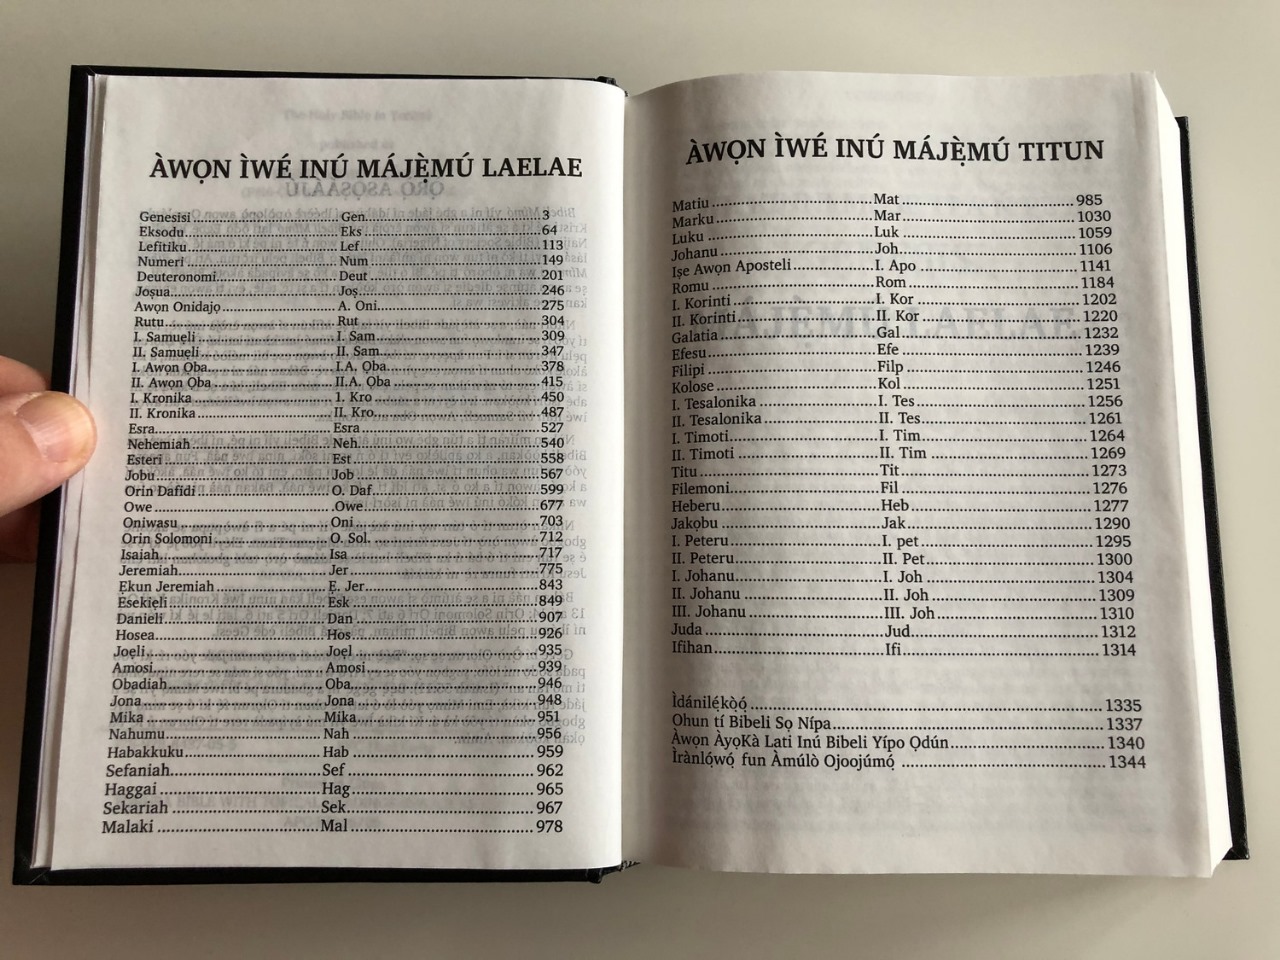 ÀWỌN ÌWÉ INÚ MÁJẸ̀MÚ LAELAE
Genesisi ........ Gen. ........ 3
Eksodu ........ Eks ........ 64
Lefitiku ........ Lef ........ 113
Numeri ........ Num ........ 149
Deuteronomi ........ Deut ........ 201
Joṣua ........ Joṣ ........ 246
Awọn Onidajọ ........ A. Oni. ........ 275
Rutu ........ Rut ........ 304
I. Samuẹli ........ I. Sam ........ 309
II. Samuẹli ........ II. Sam ........ 347
I. Awọn Ọba ........ I.A. Ọba ........ 378
II. Awọn Ọba ........ II.A. Ọba ........ 415
I. Kronika ........ 1. Kro ........ 450
II. Kronika ........ II. Kro ........ 487
Esra ........ Esra ........ 527
Nehemiah ........ Neh ........ 540
Esteri ........ Est ........ 558
Jobu ........ Job ........ 567
Orin Dafidi ........ O. Daf ........ 599
Owe ........ Owe ........ 677
Oniwasu ........ Oni ........ 703
Orin Solomoni ........ O. Sol. ........ 712
Isaiah ........ Isa ........ 717
Jeremiah ........ Jer ........ 775
Ẹkun Jeremiah ........ Ẹ. Jer ........ 843
Esekiẹli ........ Esk ........ 849
Danieli ........ Dan ........ 907
Hosea ........ Hos ........ 926
Joẹli ........ Joẹl ........ 935
Amosi ........ Amosi ........ 939
Obadiah ........ Oba ........ 946
Jona ........ Jona ........ 948
Mika ........ Mika ........ 951
Nahumu ........ Nah ........ 956
Habakkuku ........ Hab ........ 959
Sefaniah ........ Sef ........ 962
Haggai ........ Hag ........ 965
Sekariah ........ Sek ........ 967
Malaki ........ Mal ........ 978
ÀWỌN ÌWÉ INÚ MÁJẸ̀MÚ TITUN
Matiu ........ Mat ........ 985
Marku ........ Mar ........ 1030
Luku ........ Luk ........ 1059
Johanu ........ Joh ........ 1106
Iṣe Awọn Aposteli ........ I. Apo ........ 1141
Romu ........ Rom ........ 1184
I. Korinti ........ I. Kor ........ 1202
II. Korinti ........ II. Kor ........ 1220
Galatia ........ Gal ........ 1232
Efesu ........ Efe ........ 1239
Filipi ........ Filp ........ 1246
Kolose ........ Kol ........ 1251
I. Tesalonika ........ I. Tes ........ 1256
II. Tesalonika ........ II. Tes ........ 1261
I. Timoti ........ I. Tim ........ 1264
II. Timoti ........ II. Tim ........ 1269
Titu ........ Tit ........ 1273
Filemoni ........ Fil ........ 1276
Heberu ........ Heb ........ 1277
Jakọbu ........ Jak ........ 1290
I. Peteru ........ I. pet ........ 1295
II. Peteru ........ II. Pet ........ 1300
I. Johanu ........ I. Joh ........ 1304
II. Johanu ........ II. Joh ........ 1309
III. Johanu ........ III. Joh ........ 1310
Juda ........ Jud ........ 1312
Ifihan ........ Ifi ........ 1314
Ìdánilẹ́kọ̀ọ́ ........ 1335
Ọhun tí Bibeli Sọ Nípa ........ 1337
Àwọn ÀyọKà Lati Inú Bibeli Yípo Ọdún ........ 1340
Ìrànlọ́wọ́ fun Àmúlò Ojoojúmọ́ ........ 1344